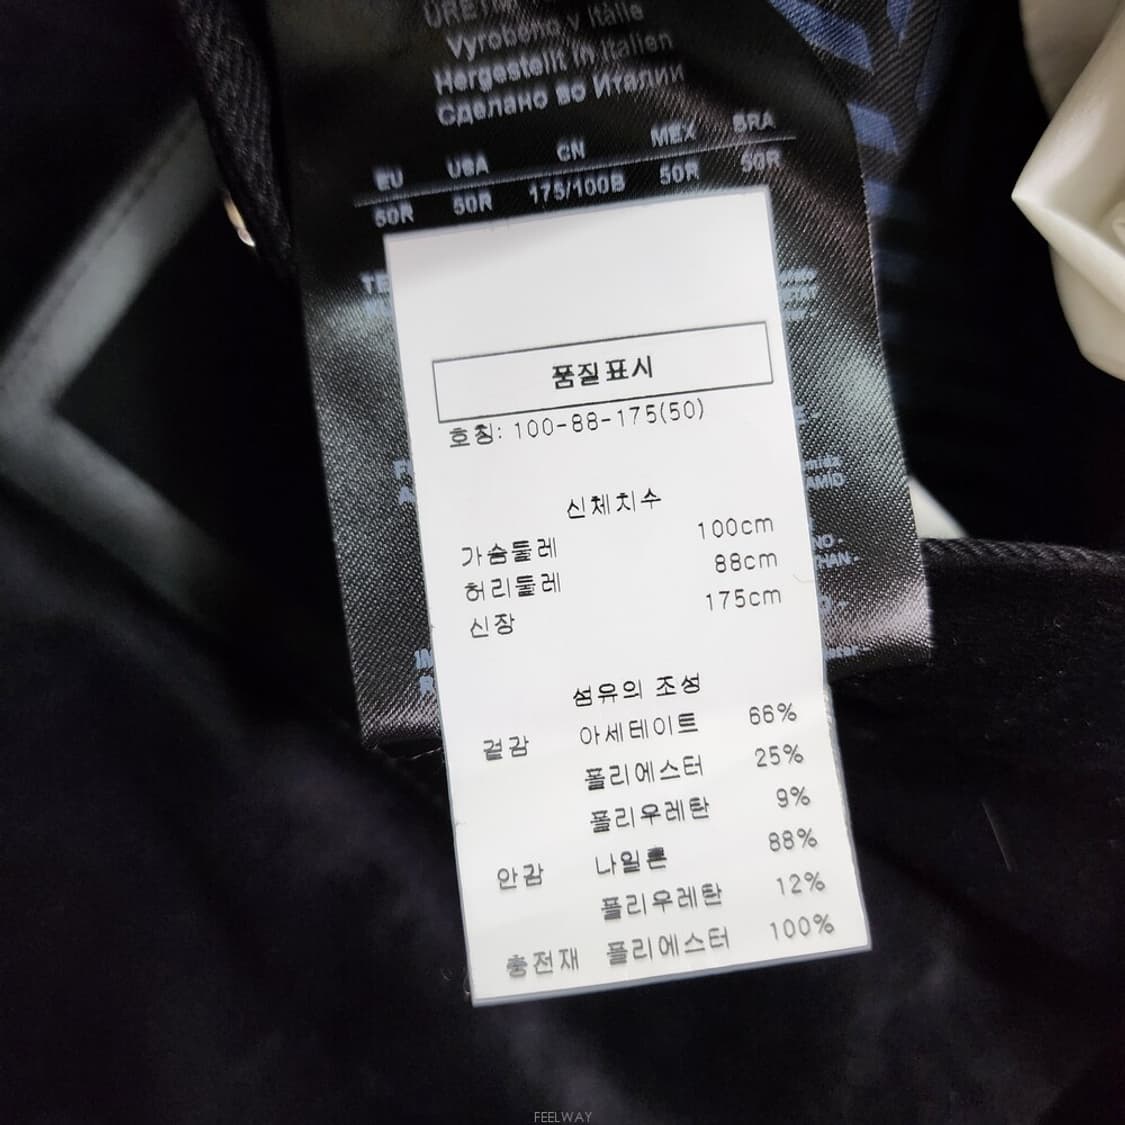 Vyrobeno v Itálie
Hergestellt in Italien
Сделано во Италии
EU USA CN MEX BRA
50R 50R 175/100B 50R 50R
품질표시
호칭: 100-88-175(50)
신체치수
가슴둘레 100cm
허리둘레 88cm
신장 175cm
섬유의 조성
겉감 아세테이트 66%
폴리에스터 25%
폴리우레탄 9%
안감 나일론 88%
폴리우레탄 12%
충전재 폴리에스터 100%
FEELWAY